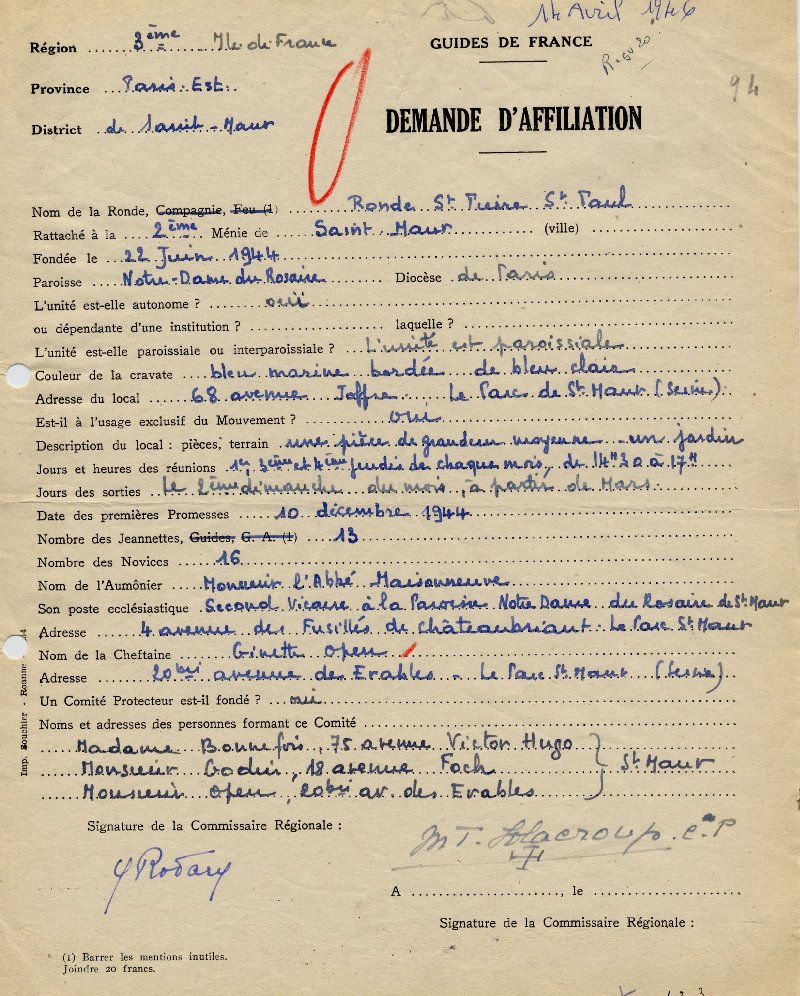 14 Avril 1946
Région 3ème Ile de France
GUIDES DE FRANCE
Province Paris Est.
94
District de Saint-Maur
DEMANDE D'AFFILIATION
Nom de la Ronde, Compagnie, Feu (1) Ronde St Pierre St Paul
Rattaché à la 2ème Ménie de Saint Maur (ville)
Fondée le 22 Juin 1944
Paroisse Notre-Dame du Rosaire Diocèse de Paris
L'unité est-elle autonome ? oui
ou dépendante d'une institution ? laquelle ?
L'unité est-elle paroissiale ou interparoissiale ? L'unité est paroissiale
Couleur de la cravate bleu marine bordée de bleu clair
Adresse du local 68 avenue Joffre Le Parc de St Maur (Seine)
Est-il à l'usage exclusif du Mouvement ? oui
Description du local : pièces, terrain une pièce de grandeur moyenne - un jardin
Jours et heures des réunions 1er, 3ème et 4ème jeudis de chaque mois, de 14H30 à 17H
Jours des sorties Le 2ème dimanche du mois, à partir de Mars
Date des premières Promesses 10 décembre 1944
Nombre des Jeannettes, Guides, G. A. (1) 13
Nombre des Novices 16
Nom de l'Aumônier Monsieur l'Abbé Maisonneuve
Son poste ecclésiastique Second Vicaire à la Paroisse Notre Dame du Rosaire de St Maur
Adresse 4 avenue des Fusillés de Châteaubriant. Le Parc St Maur
Nom de la Cheftaine Ginette Open
Adresse 20bis avenue des Erables - Le Parc St Maur (Seine)
Un Comité Protecteur est-il fondé ? oui
Noms et adresses des personnes formant ce Comité
Madame Bonnefois, 75 avenue Victor Hugo
Monsieur Godin, 18 avenue Foch
St Maur
Monsieur Open, 20bis av. des Erables
Imp. Souchier - Roanne
Signature de la Commissaire Régionale :
MT.
Y Rodary
A , le
Signature de la Commissaire Régionale :
(1) Barrer les mentions inutiles.
Joindre 20 francs.